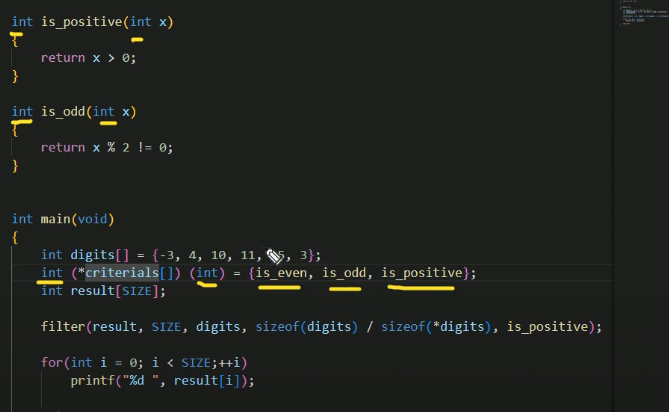 int is_positive(int x)
{
return x > 0;
}
int is_odd(int x)
{
return x % 2 != 0;
}
int main(void)
{
int digits[] = {-3, 4, 10, 11, 5, 3};
int (*criterials[]) (int) = {is_even, is_odd, is_positive};
int result[SIZE];
filter(result, SIZE, digits, sizeof(digits) / sizeof(*digits), is_positive);
for(int i = 0; i < SIZE;++i)
printf("%d ", result[i]);